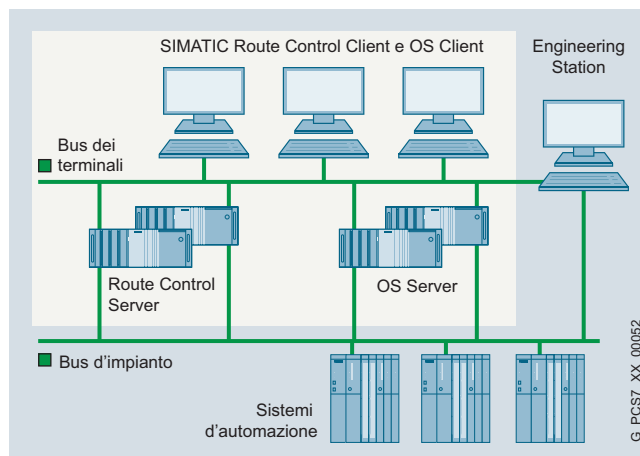 SIMATIC Route Control Client e OS Client
Engineering
Station
Bus dei
terminali
Route Control
Server
OS Server
Bus d'impianto
Sistemi
d'automazione
G_PCS7_XX_00052